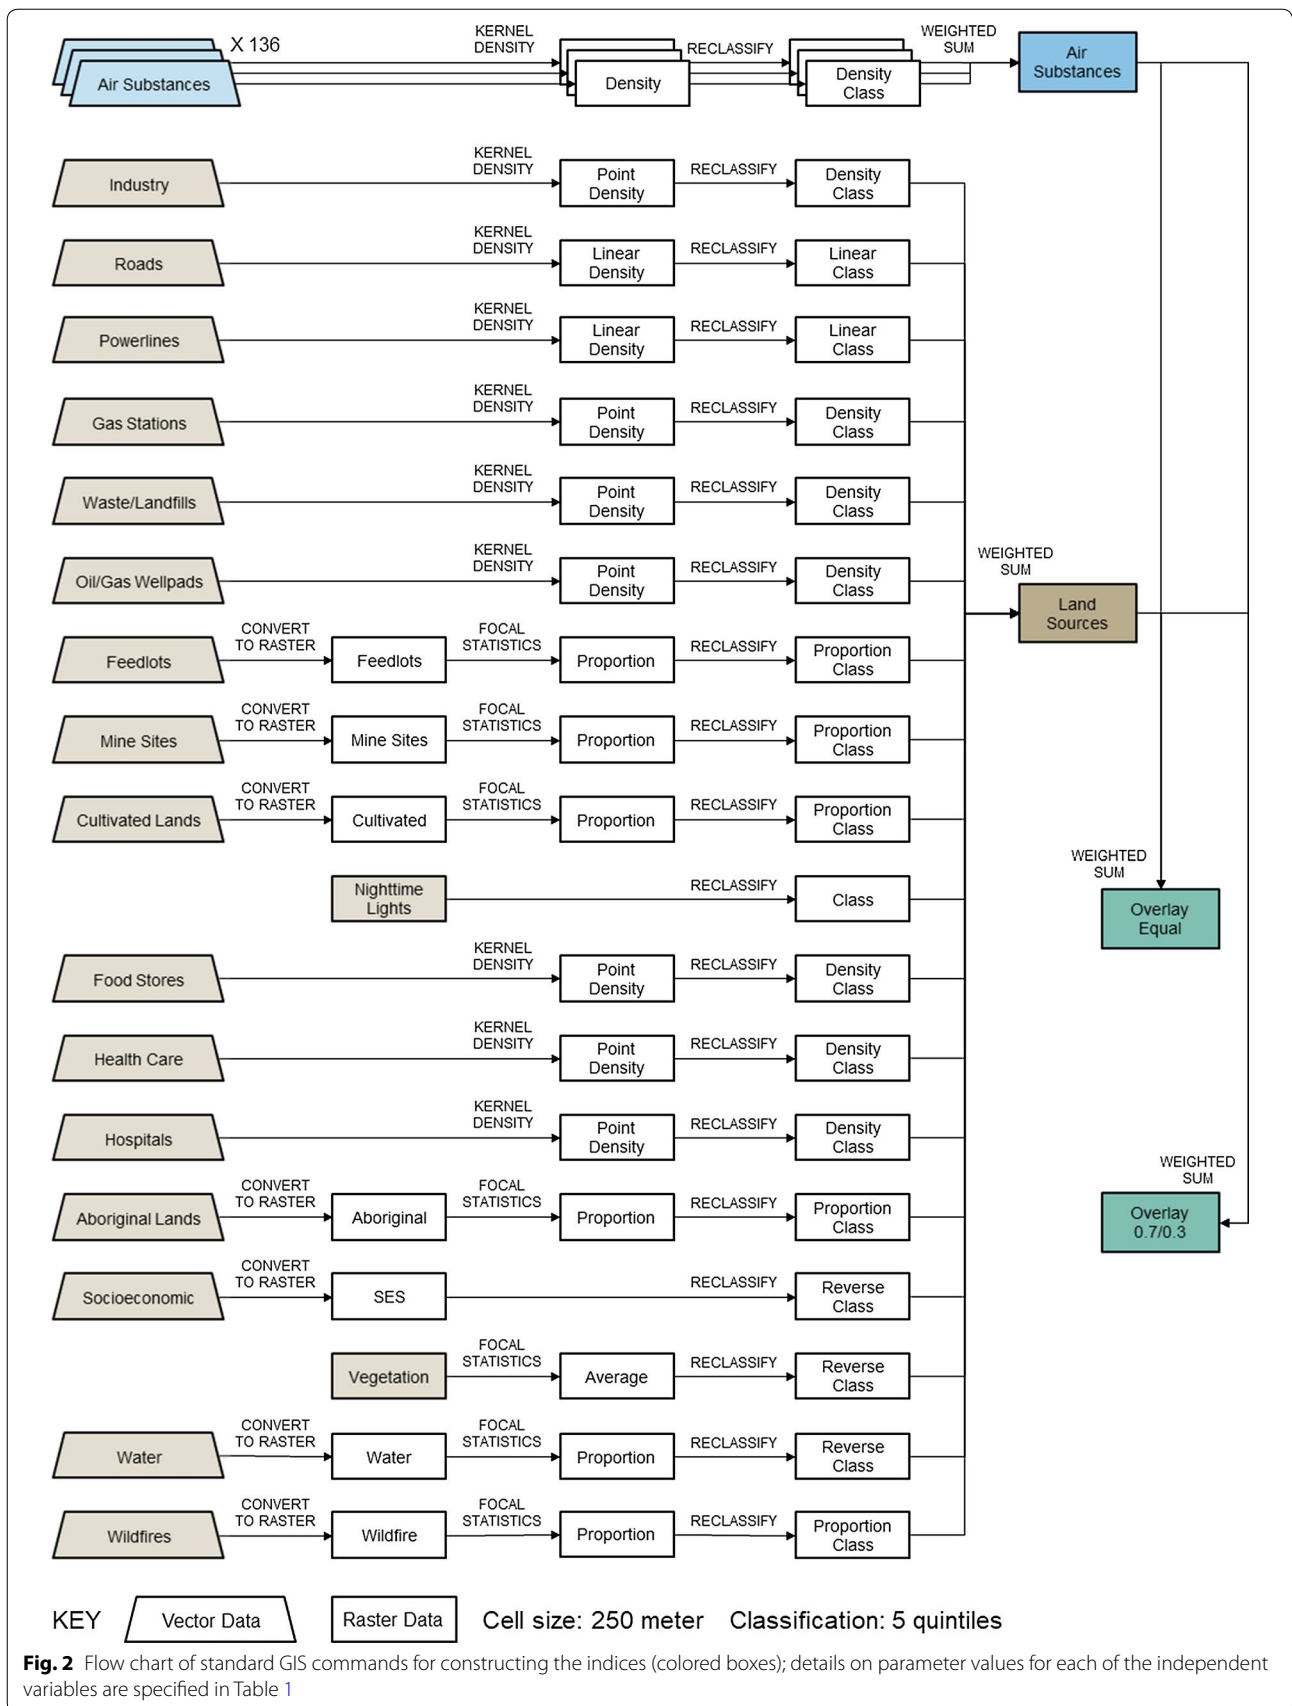 X 136
Air Substances
KERNEL
DENSITY
Density
RECLASSIFY
Density
Class
WEIGHTED
SUM
Air
Substances
Industry
KERNEL
DENSITY
Point
Density
RECLASSIFY
Density
Class
Roads
KERNEL
DENSITY
Linear
Density
RECLASSIFY
Linear
Class
Powerlines
KERNEL
DENSITY
Linear
Density
RECLASSIFY
Linear
Class
Gas Stations
KERNEL
DENSITY
Point
Density
RECLASSIFY
Density
Class
Waste/Landfills
KERNEL
DENSITY
Point
Density
RECLASSIFY
Density
Class
Oil/Gas Wellpads
KERNEL
DENSITY
Point
Density
RECLASSIFY
Density
Class
WEIGHTED
SUM
Land
Sources
Feedlots
CONVERT
TO RASTER
Feedlots
FOCAL
STATISTICS
Proportion
RECLASSIFY
Proportion
Class
Mine Sites
CONVERT
TO RASTER
Mine Sites
FOCAL
STATISTICS
Proportion
RECLASSIFY
Proportion
Class
Cultivated Lands
CONVERT
TO RASTER
Cultivated
FOCAL
STATISTICS
Proportion
RECLASSIFY
Proportion
Class
Nighttime
Lights
RECLASSIFY
Class
WEIGHTED
SUM
Overlay
Equal
Food Stores
KERNEL
DENSITY
Point
Density
RECLASSIFY
Density
Class
Health Care
KERNEL
DENSITY
Point
Density
RECLASSIFY
Density
Class
Hospitals
KERNEL
DENSITY
Point
Density
RECLASSIFY
Density
Class
Aboriginal Lands
CONVERT
TO RASTER
Aboriginal
FOCAL
STATISTICS
Proportion
RECLASSIFY
Proportion
Class
WEIGHTED
SUM
Overlay
0.7/0.3
Socioeconomic
CONVERT
TO RASTER
SES
RECLASSIFY
Reverse
Class
Vegetation
FOCAL
STATISTICS
Average
RECLASSIFY
Reverse
Class
Water
CONVERT
TO RASTER
Water
FOCAL
STATISTICS
Proportion
RECLASSIFY
Reverse
Class
Wildfires
CONVERT
TO RASTER
Wildfire
FOCAL
STATISTICS
Proportion
RECLASSIFY
Proportion
Class
KEY Vector Data Raster Data Cell size: 250 meter Classification: 5 quintiles
Fig. 2 Flow chart of standard GIS commands for constructing the indices (colored boxes); details on parameter values for each of the independent
variables are specified in Table 1